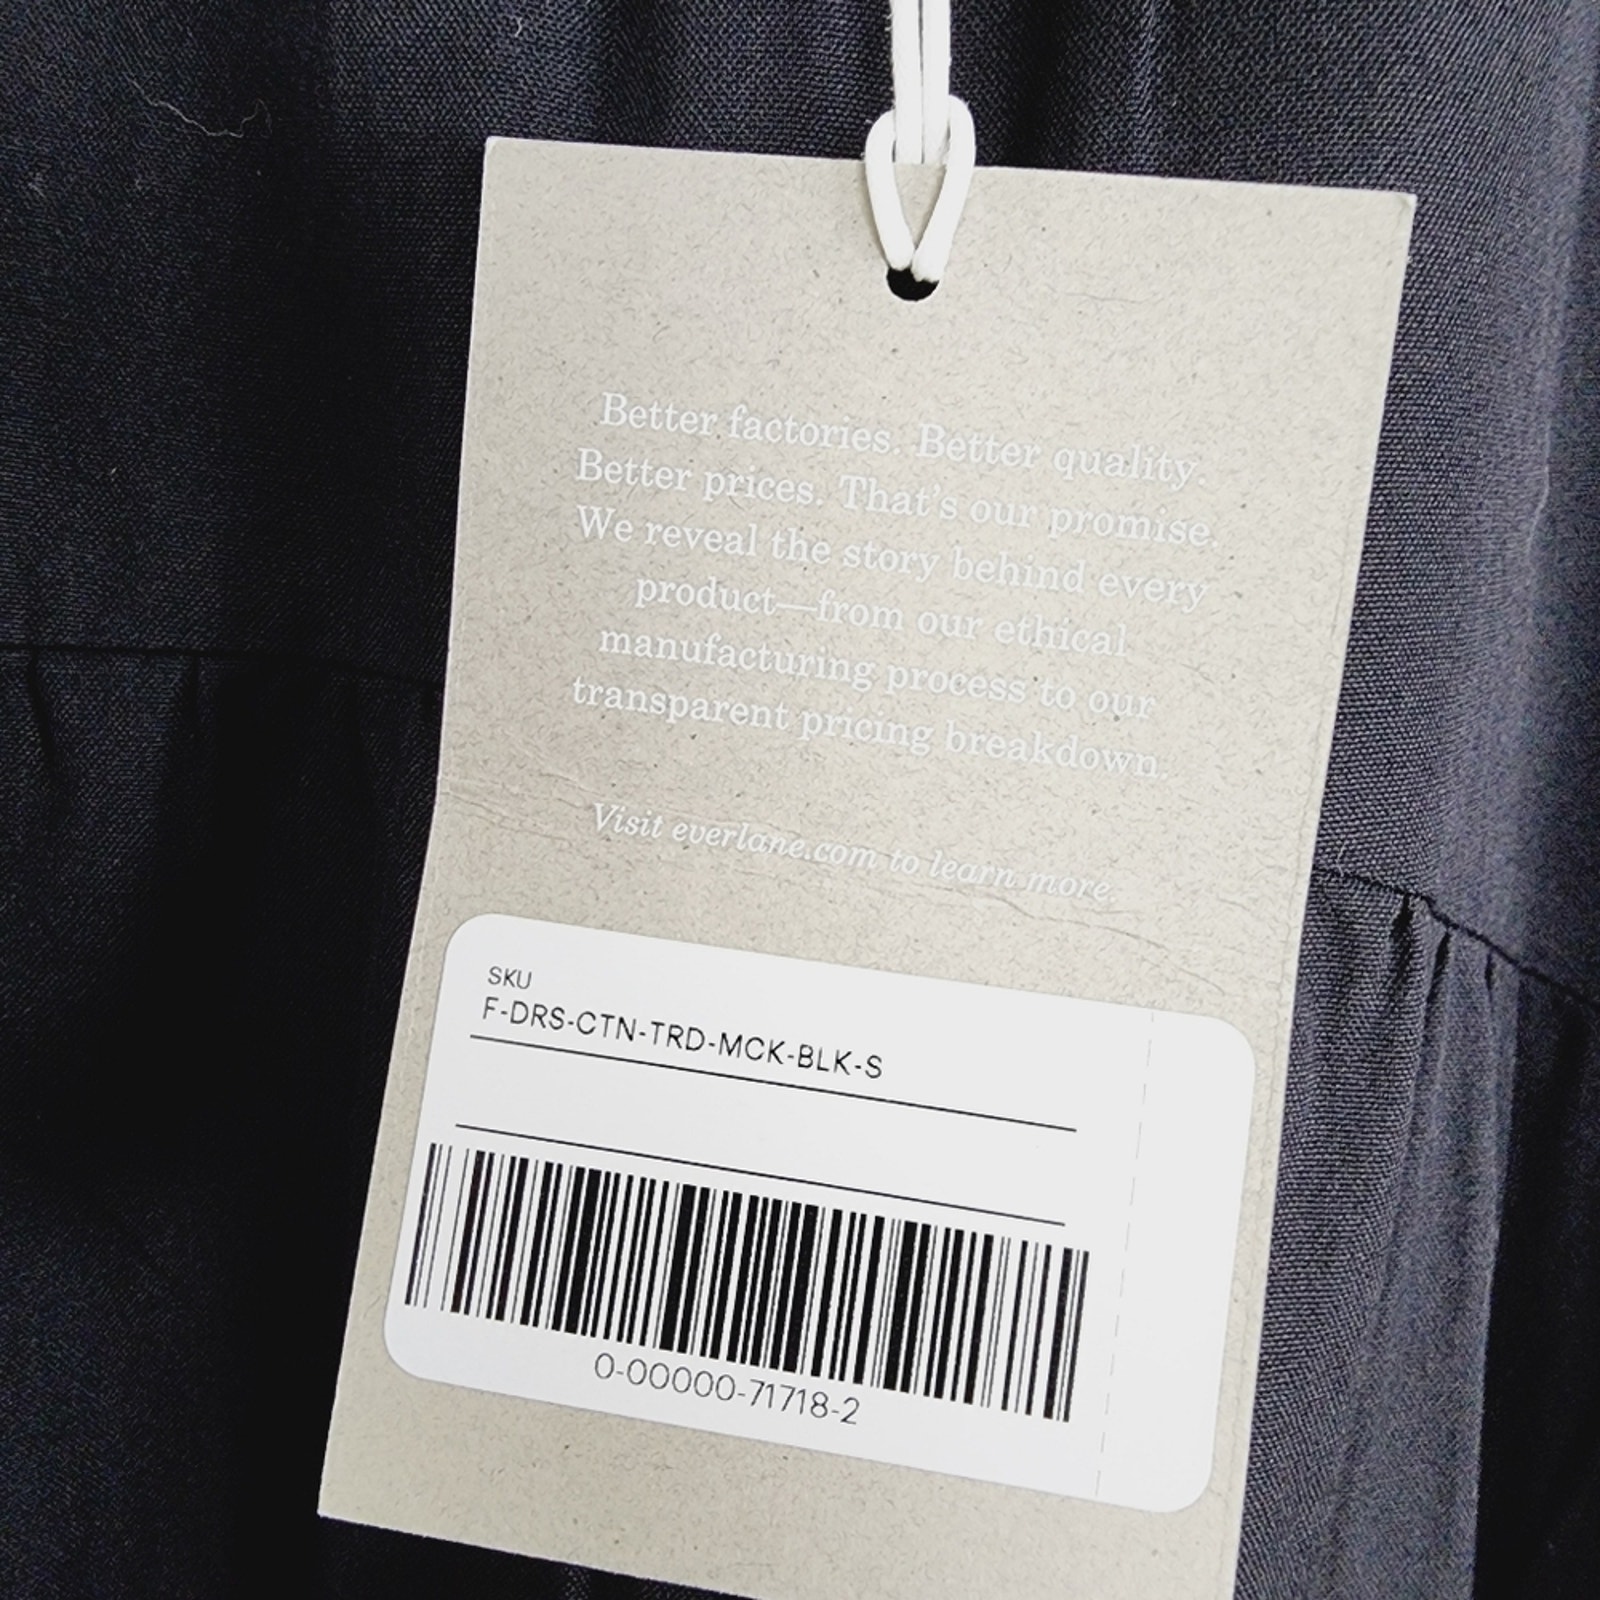 Better factories. Better quality.
Better prices. That's our promise.
We reveal the story behind every
product—from our ethical
manufacturing process to our
transparent pricing breakdown.
Visit everlane.com to learn more.
SKU
F-DRS-CTN-TRD-MCK-BLK-S
0-00000-71718-2